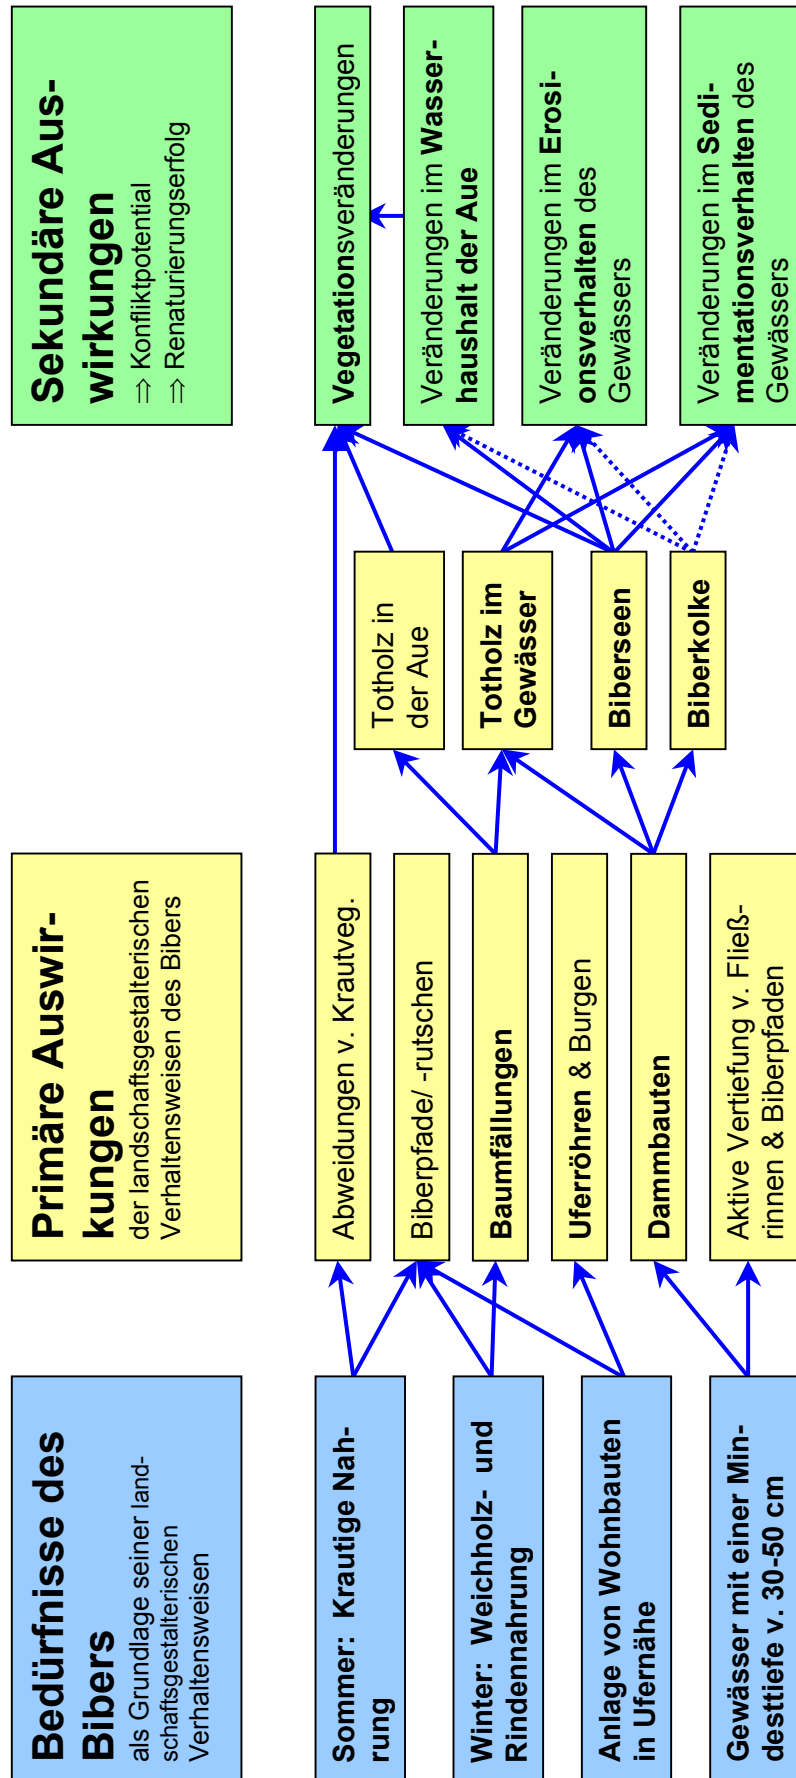 Bedürfnisse des
Bibers
als Grundlage seiner land-
schaftsgestalterischen
Verhaltensweisen
Primäre Auswir-
kungen
der landschaftsgestalterischen
Verhaltensweisen des Bibers
Sekundäre Aus-
wirkungen
⇒ Konfliktpotential
⇒ Renaturierungserfolg
Sommer: Krautige Nah-
rung
Winter: Weichholz- und
Rindennahrung
Anlage von Wohnbauten
in Ufernähe
Gewässer mit einer Min-
desttiefe v. 30-50 cm
Abweidungen v. Krautveg.
Biberpfade/ -rutschen
Baumfällungen
Uferröhren & Burgen
Dammbauten
Aktive Vertiefung v. Fließ-
rinnen & Biberpfaden
Totholz in
der Aue
Totholz im
Gewässer
Biberseen
Biberkolke
Vegetationsveränderungen
Veränderungen im Wasser-
haushalt der Aue
Veränderungen im Erosi-
onsverhalten des
Gewässers
Veränderungen im Sedi-
mentationsverhalten des
Gewässers